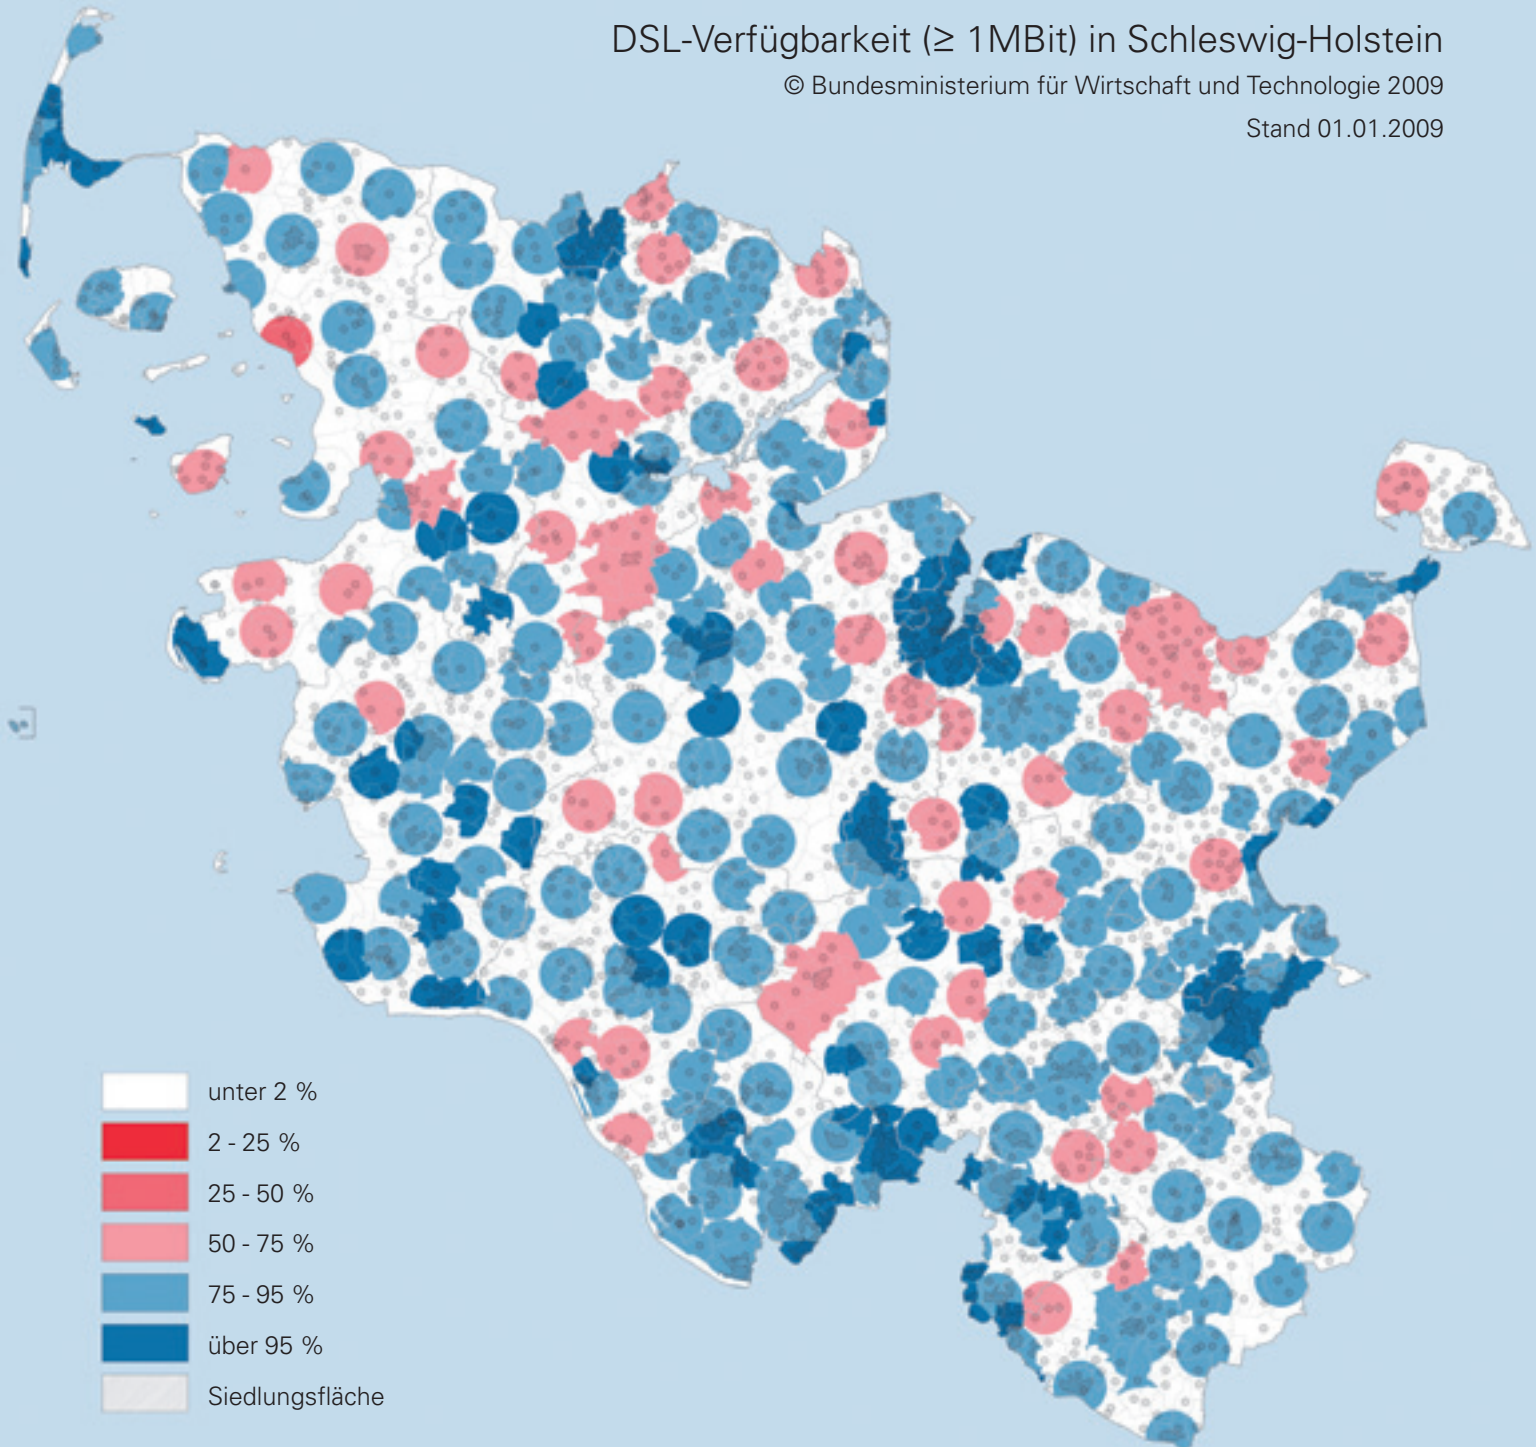 DSL-Verfügbarkeit (≥ 1MBit) in Schleswig-Holstein
© Bundesministerium für Wirtschaft und Technologie 2009
Stand 01.01.2009
unter 2 %
2 - 25 %
25 - 50 %
50 - 75 %
75 - 95 %
über 95 %
Siedlungsfläche